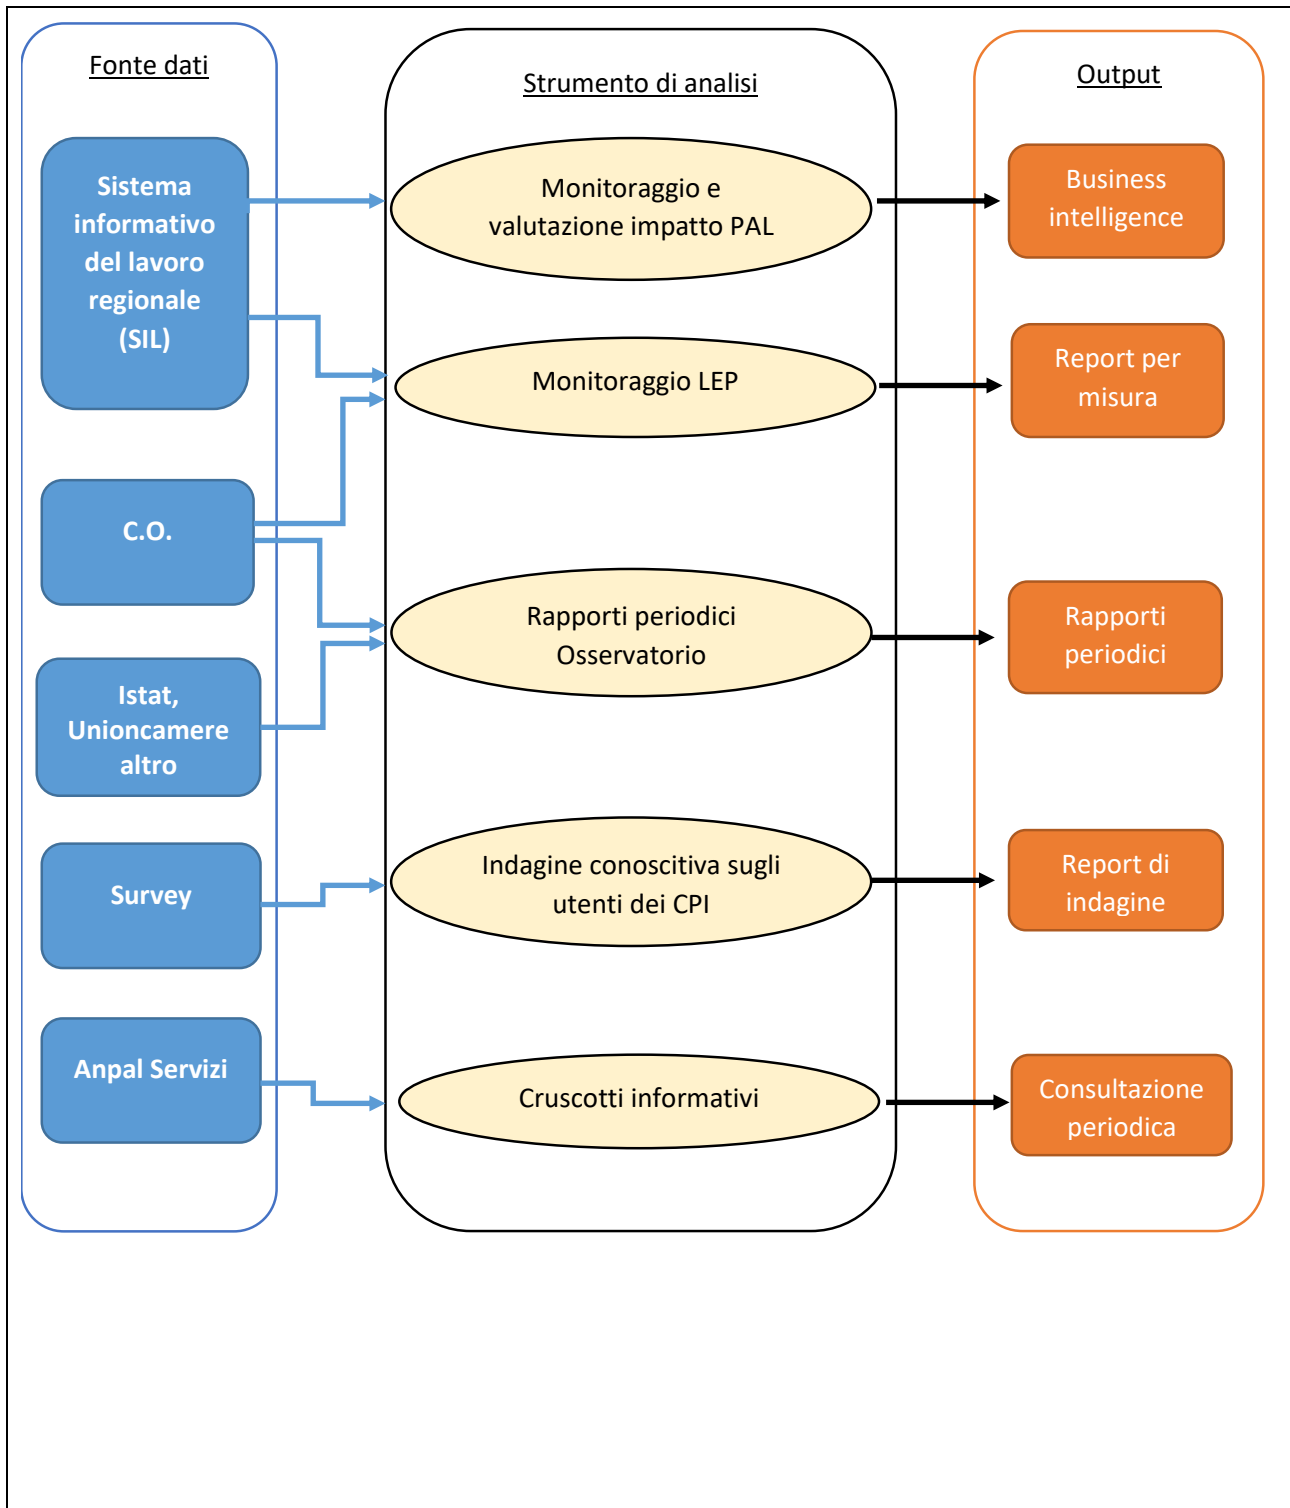 Fonte dati
Sistema
informativo
del lavoro
regionale
(SIL)
C.O.
Istat,
Unioncamere
altro
Survey
Anpal Servizi
Strumento di analisi
Monitoraggio e
valutazione impatto PAL
Monitoraggio LEP
Rapporti periodici
Osservatorio
Indagine conoscitiva sugli
utenti dei CPI
Cruscotti informativi
Output
Business
intelligence
Report per
misura
Rapporti
periodici
Report di
indagine
Consultazione
periodica